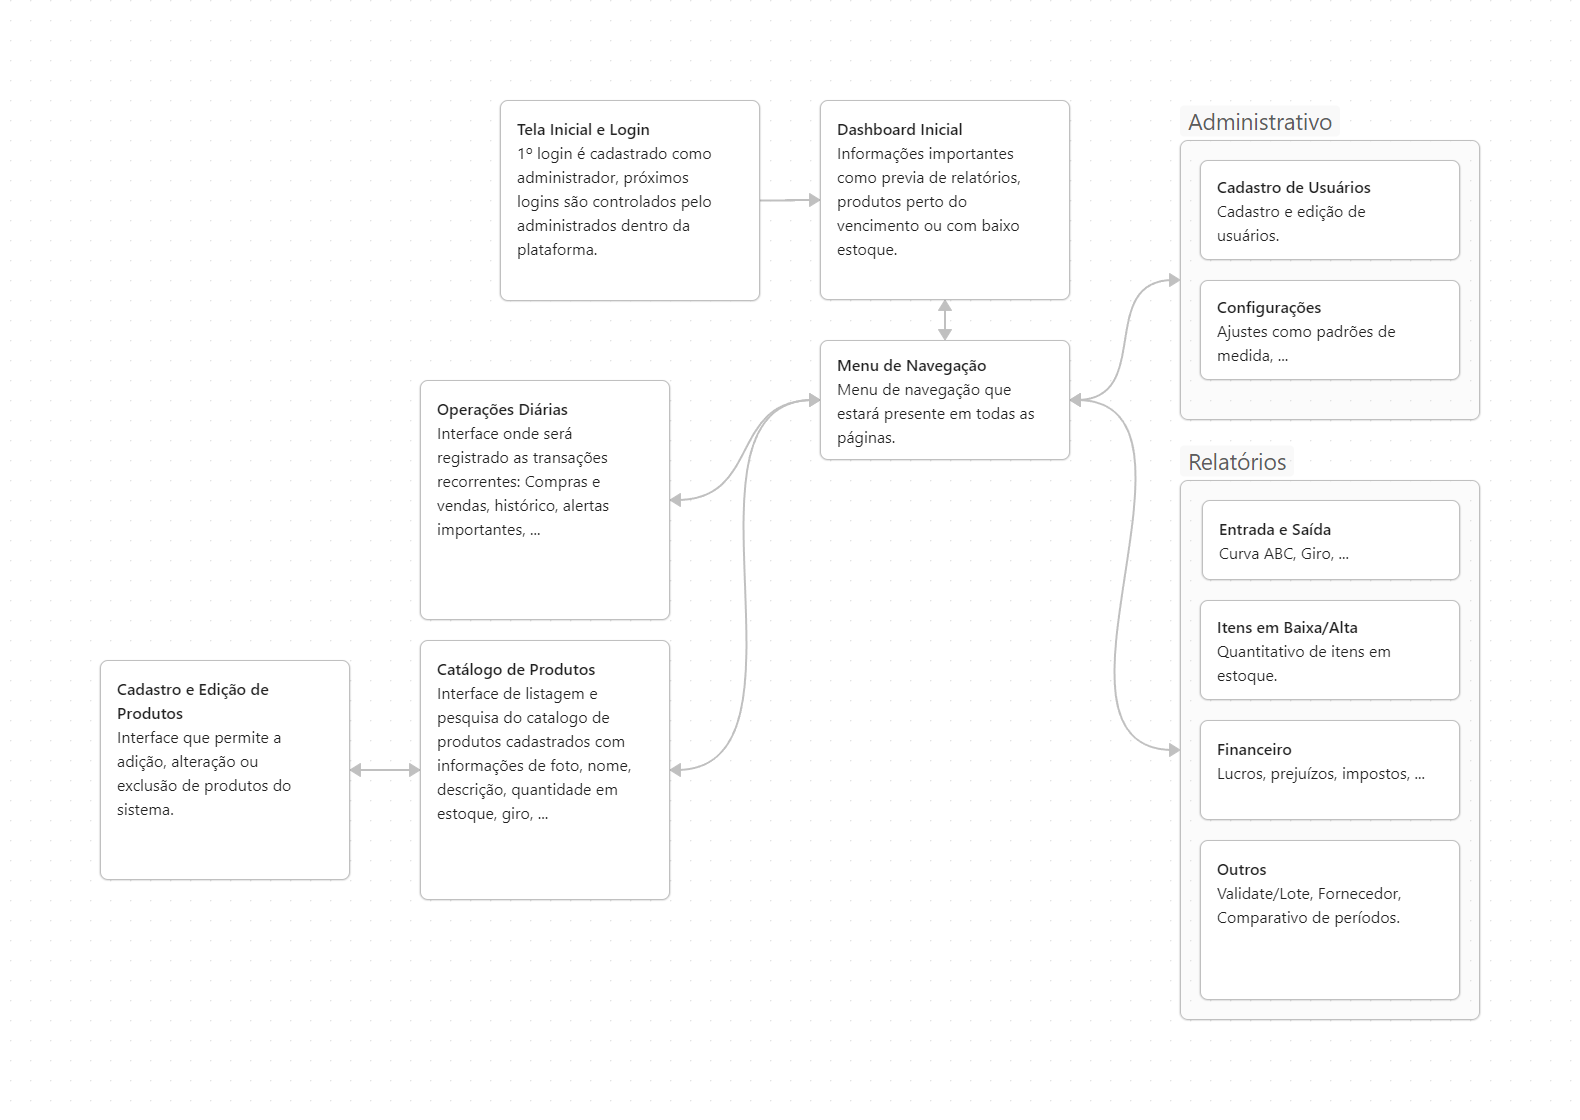 Tela Inicial e Login
1º login é cadastrado como
administrador, próximos
logins são controlados pelo
administrados dentro da
plataforma.
Dashboard Inicial
Informações importantes
como previa de relatórios,
produtos perto do
vencimento ou com baixo
estoque.
Administrativo
Cadastro de Usuários
Cadastro e edição de
usuários.
Configurações
Ajustes como padrões de
medida, ...
Menu de Navegação
Menu de navegação que
estará presente em todas as
páginas.
Operações Diárias
Interface onde será
registrado as transações
recorrentes: Compras e
vendas, histórico, alertas
importantes, ...
Relatórios
Entrada e Saída
Curva ABC, Giro, ...
Itens em Baixa/Alta
Quantitativo de itens em
estoque.
Financeiro
Lucros, prejuízos, impostos, ...
Outros
Validate/Lote, Fornecedor,
Comparativo de períodos.
Catálogo de Produtos
Interface de listagem e
pesquisa do catalogo de
produtos cadastrados com
informações de foto, nome,
descrição, quantidade em
estoque, giro, ...
Cadastro e Edição de
Produtos
Interface que permite a
adição, alteração ou
exclusão de produtos do
sistema.